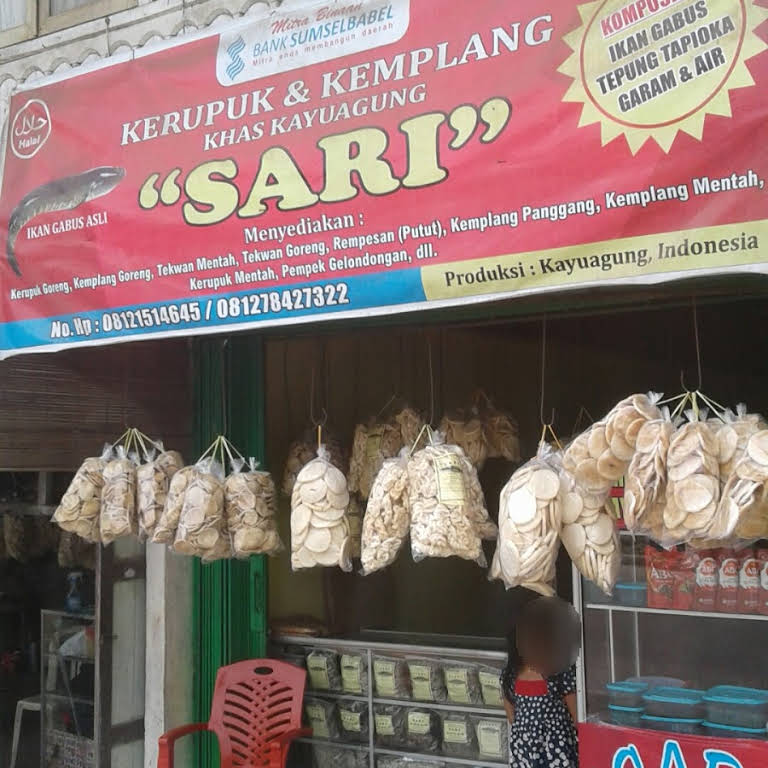 Mitra Binaan
BANK SUMSELBABEL
Mitra anda membangun daerah
KERUPUK & KEMPLANG
KHAS KAYUAGUNG
"SARI"
حلال
Halal
IKAN GABUS ASLI
IKAN GABUS
TEPUNG TAPIOKA
GARAM & AIR
Menyediakan :
Kerupuk Goreng, Kemplang Goreng, Tekwan Mentah, Tekwan Goreng, Rempesan (Putut), Kemplang Panggang, Kemplang Mentah,
Kerupuk Mentah, Pempek Gelondongan, dll.
No. Hp : 08121514645 / 081278427322
Produksi : Kayuagung, Indonesia
ABC